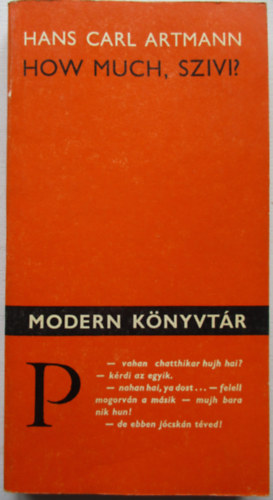 HANS CARL ARTMANN
HOW MUCH, SZIVI?
MODERN KÖNYVTÁR
P
— vahan chatthikar hujh hai?
— kérdi az egyik.
— nahan hai, ya dost... — felell
mogorván a másik — mujh bara
nik hun!
— de ebben jócskán téved!